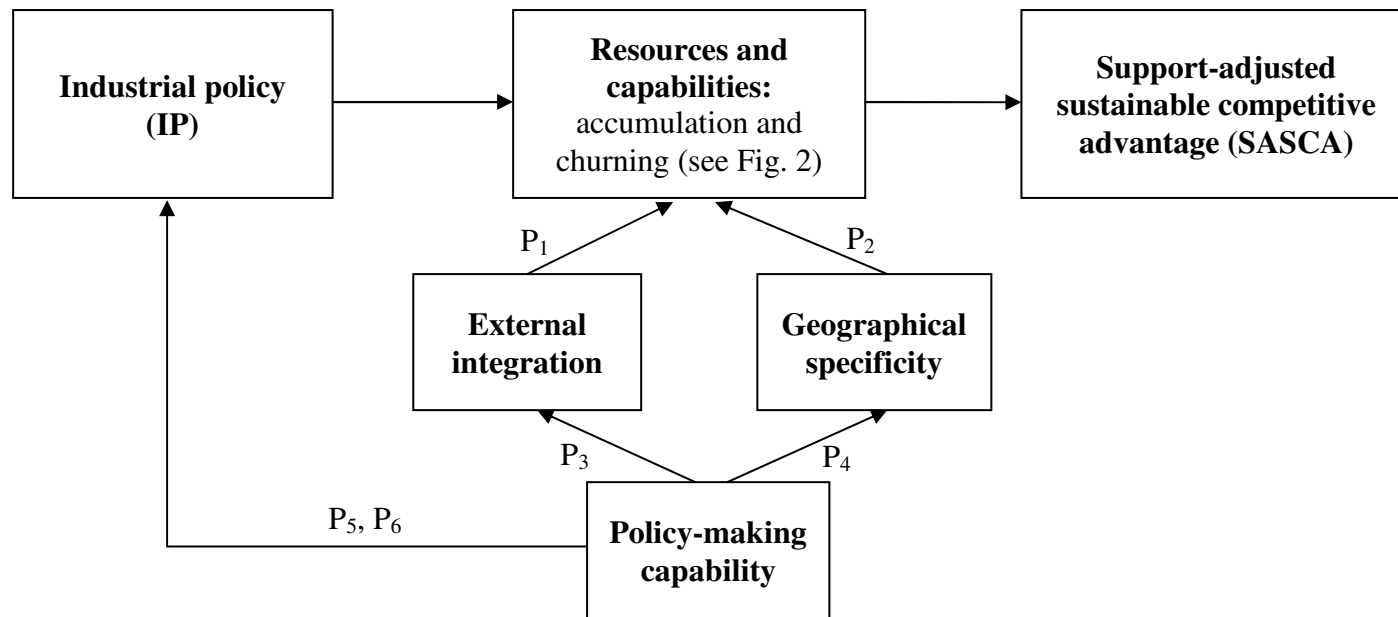 Industrial policy
(IP)
Resources and
capabilities:
accumulation and
churning (see Fig. 2)
Support-adjusted
sustainable competitive
advantage (SASCA)
P₁
P₂
External
integration
Geographical
specificity
P₃
P₄
P₅, P₆
Policy-making
capability